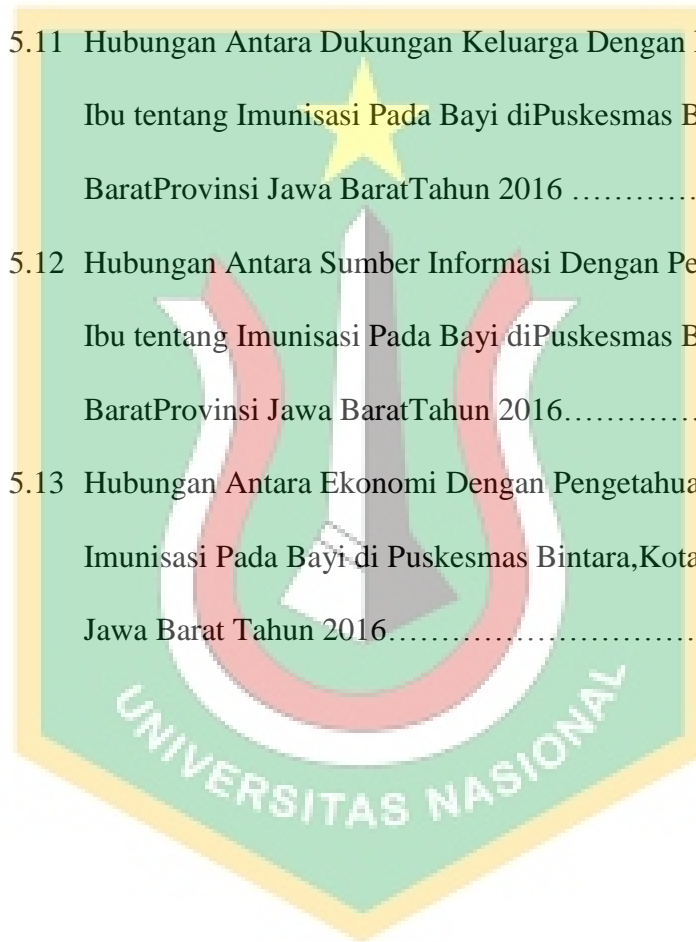 5.11 Hubungan Antara Dukungan Keluarga Dengan
Ibu tentang Imunisasi Pada Bayi diPuskesmas B
BaratProvinsi Jawa BaratTahun 2016 ……………
5.12 Hubungan Antara Sumber Informasi Dengan Pe
Ibu tentang Imunisasi Pada Bayi diPuskesmas B
BaratProvinsi Jawa BaratTahun 2016……………
5.13 Hubungan Antara Ekonomi Dengan Pengetahua
Imunisasi Pada Bayi di Puskesmas Bintara,Kota
Jawa Barat Tahun 2016……………………………
UNIVERSITAS NASIONAL